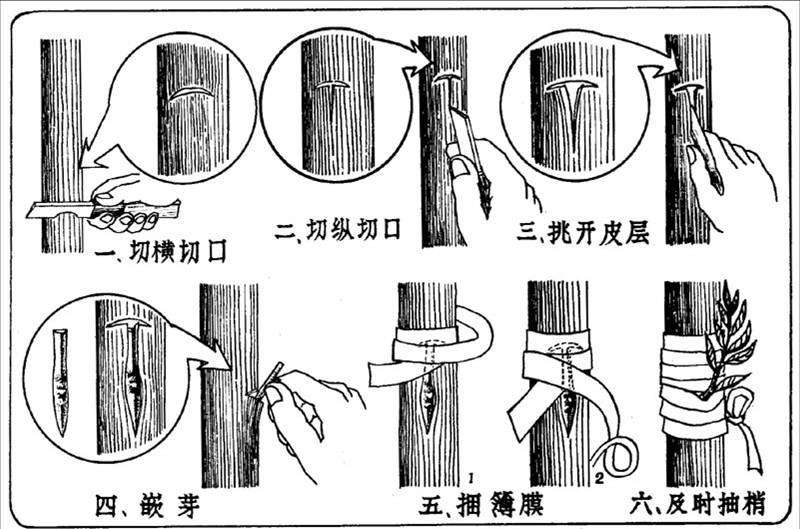 一、切横切口
二、切纵切口
三、挑开皮层
四、嵌芽
1
2
五、捆簿膜
六、及时抽梢